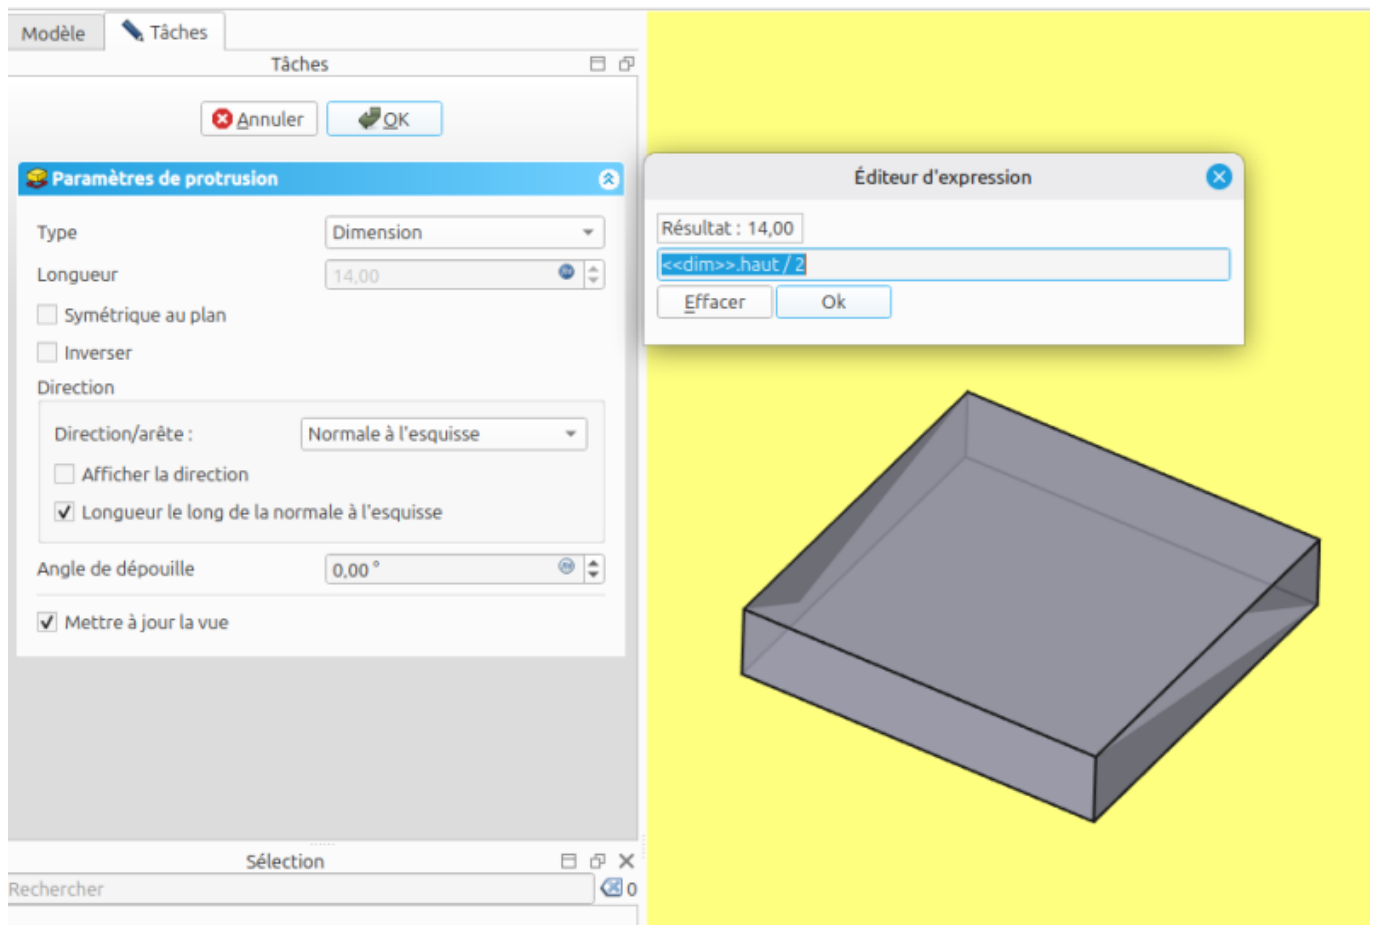 Modèle
Tâches
Tâches
Annuler
OK
Paramètres de protrusion
Type
Dimension
Longueur
14,00
Symétrique au plan
Inverser
Direction
Direction/arête :
Normale à l'esquisse
Afficher la direction
Longueur le long de la normale à l'esquisse
Angle de dépouille
0,00 °
Mettre à jour la vue
Sélection
Rechercher
0
Éditeur d'expression
Résultat : 14,00
<<dim>>.haut / 2
Effacer
Ok